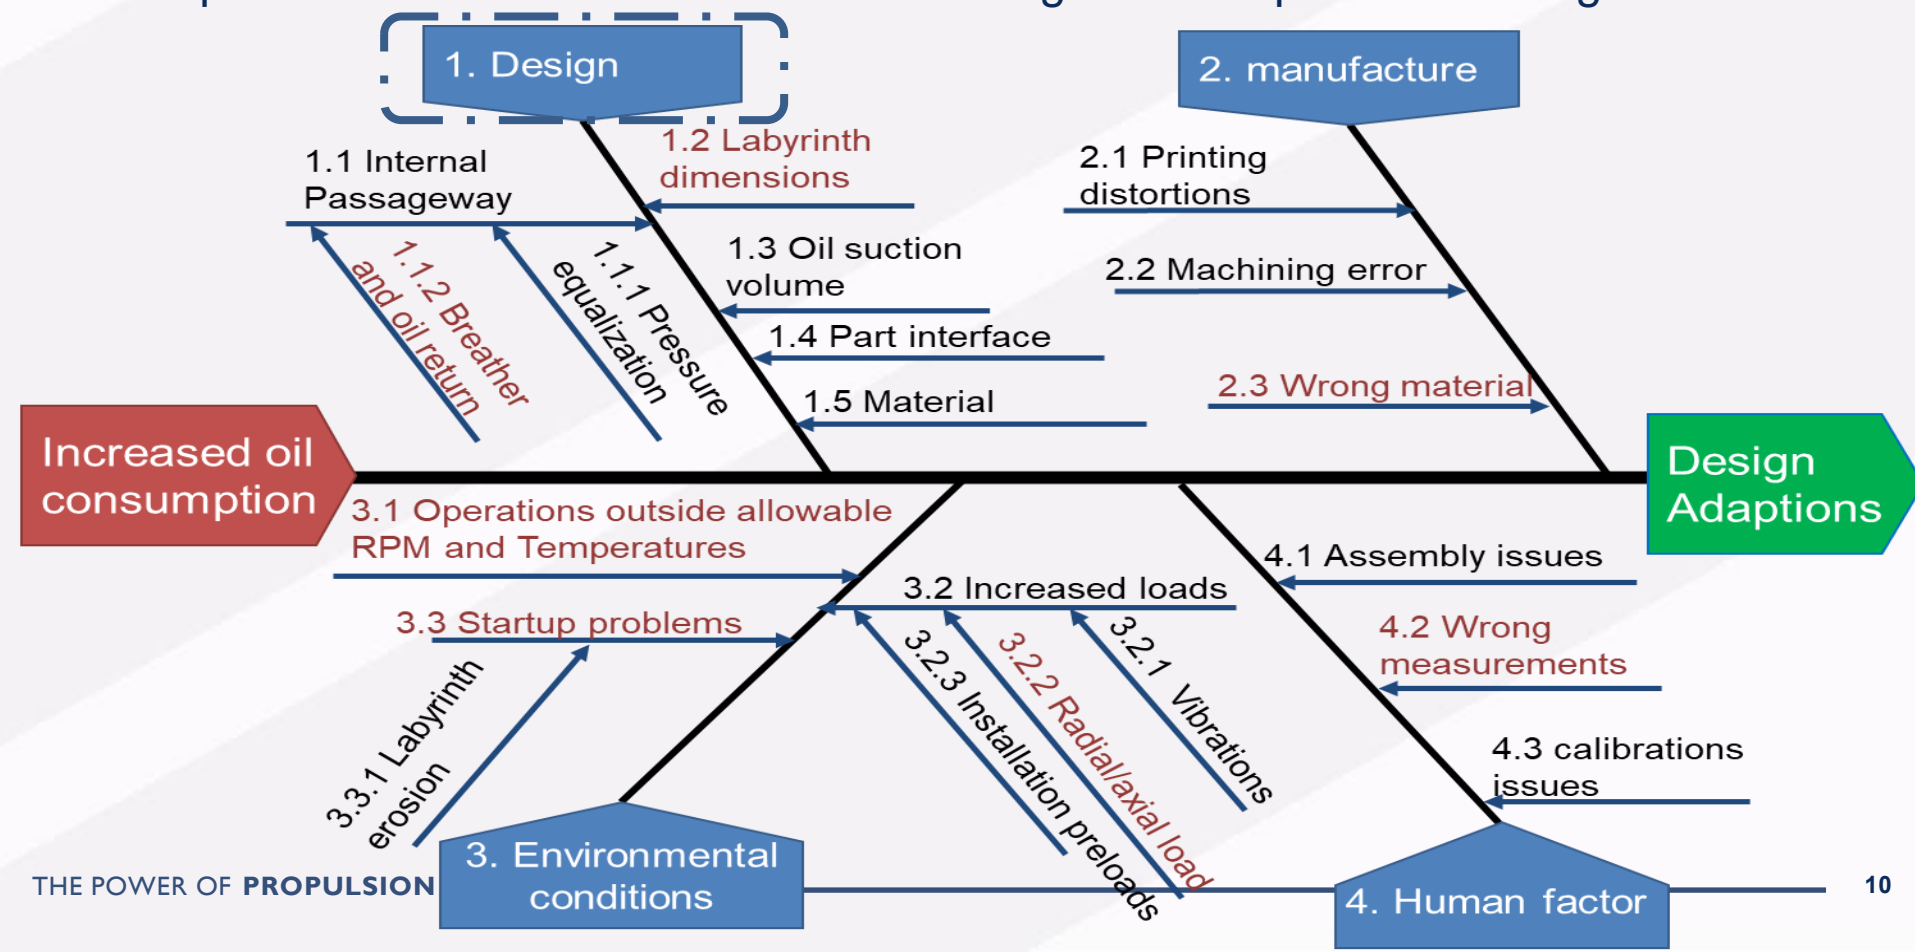 1. Design
2. manufacture
1.1 Internal
Passageway
1.2 Labyrinth
dimensions
2.1 Printing
distortions
1.1.2 Breather
and oil return
1.1.1 Pressure
equalization
1.3 Oil suction
volume
2.2 Machining error
1.4 Part interface
2.3 Wrong material
1.5 Material
Increased oil
consumption
Design
Adaptions
3.1 Operations outside allowable
RPM and Temperatures
4.1 Assembly issues
3.2 Increased loads
3.3 Startup problems
4.2 Wrong
measurements
3.3.1 Labyrinth
erosion
3.2.3 Installation preloads
3.2.2 Radial/axial load
3.2.1 Vibrations
4.3 calibrations
issues
3. Environmental
conditions
4. Human factor
THE POWER OF PROPULSION
10